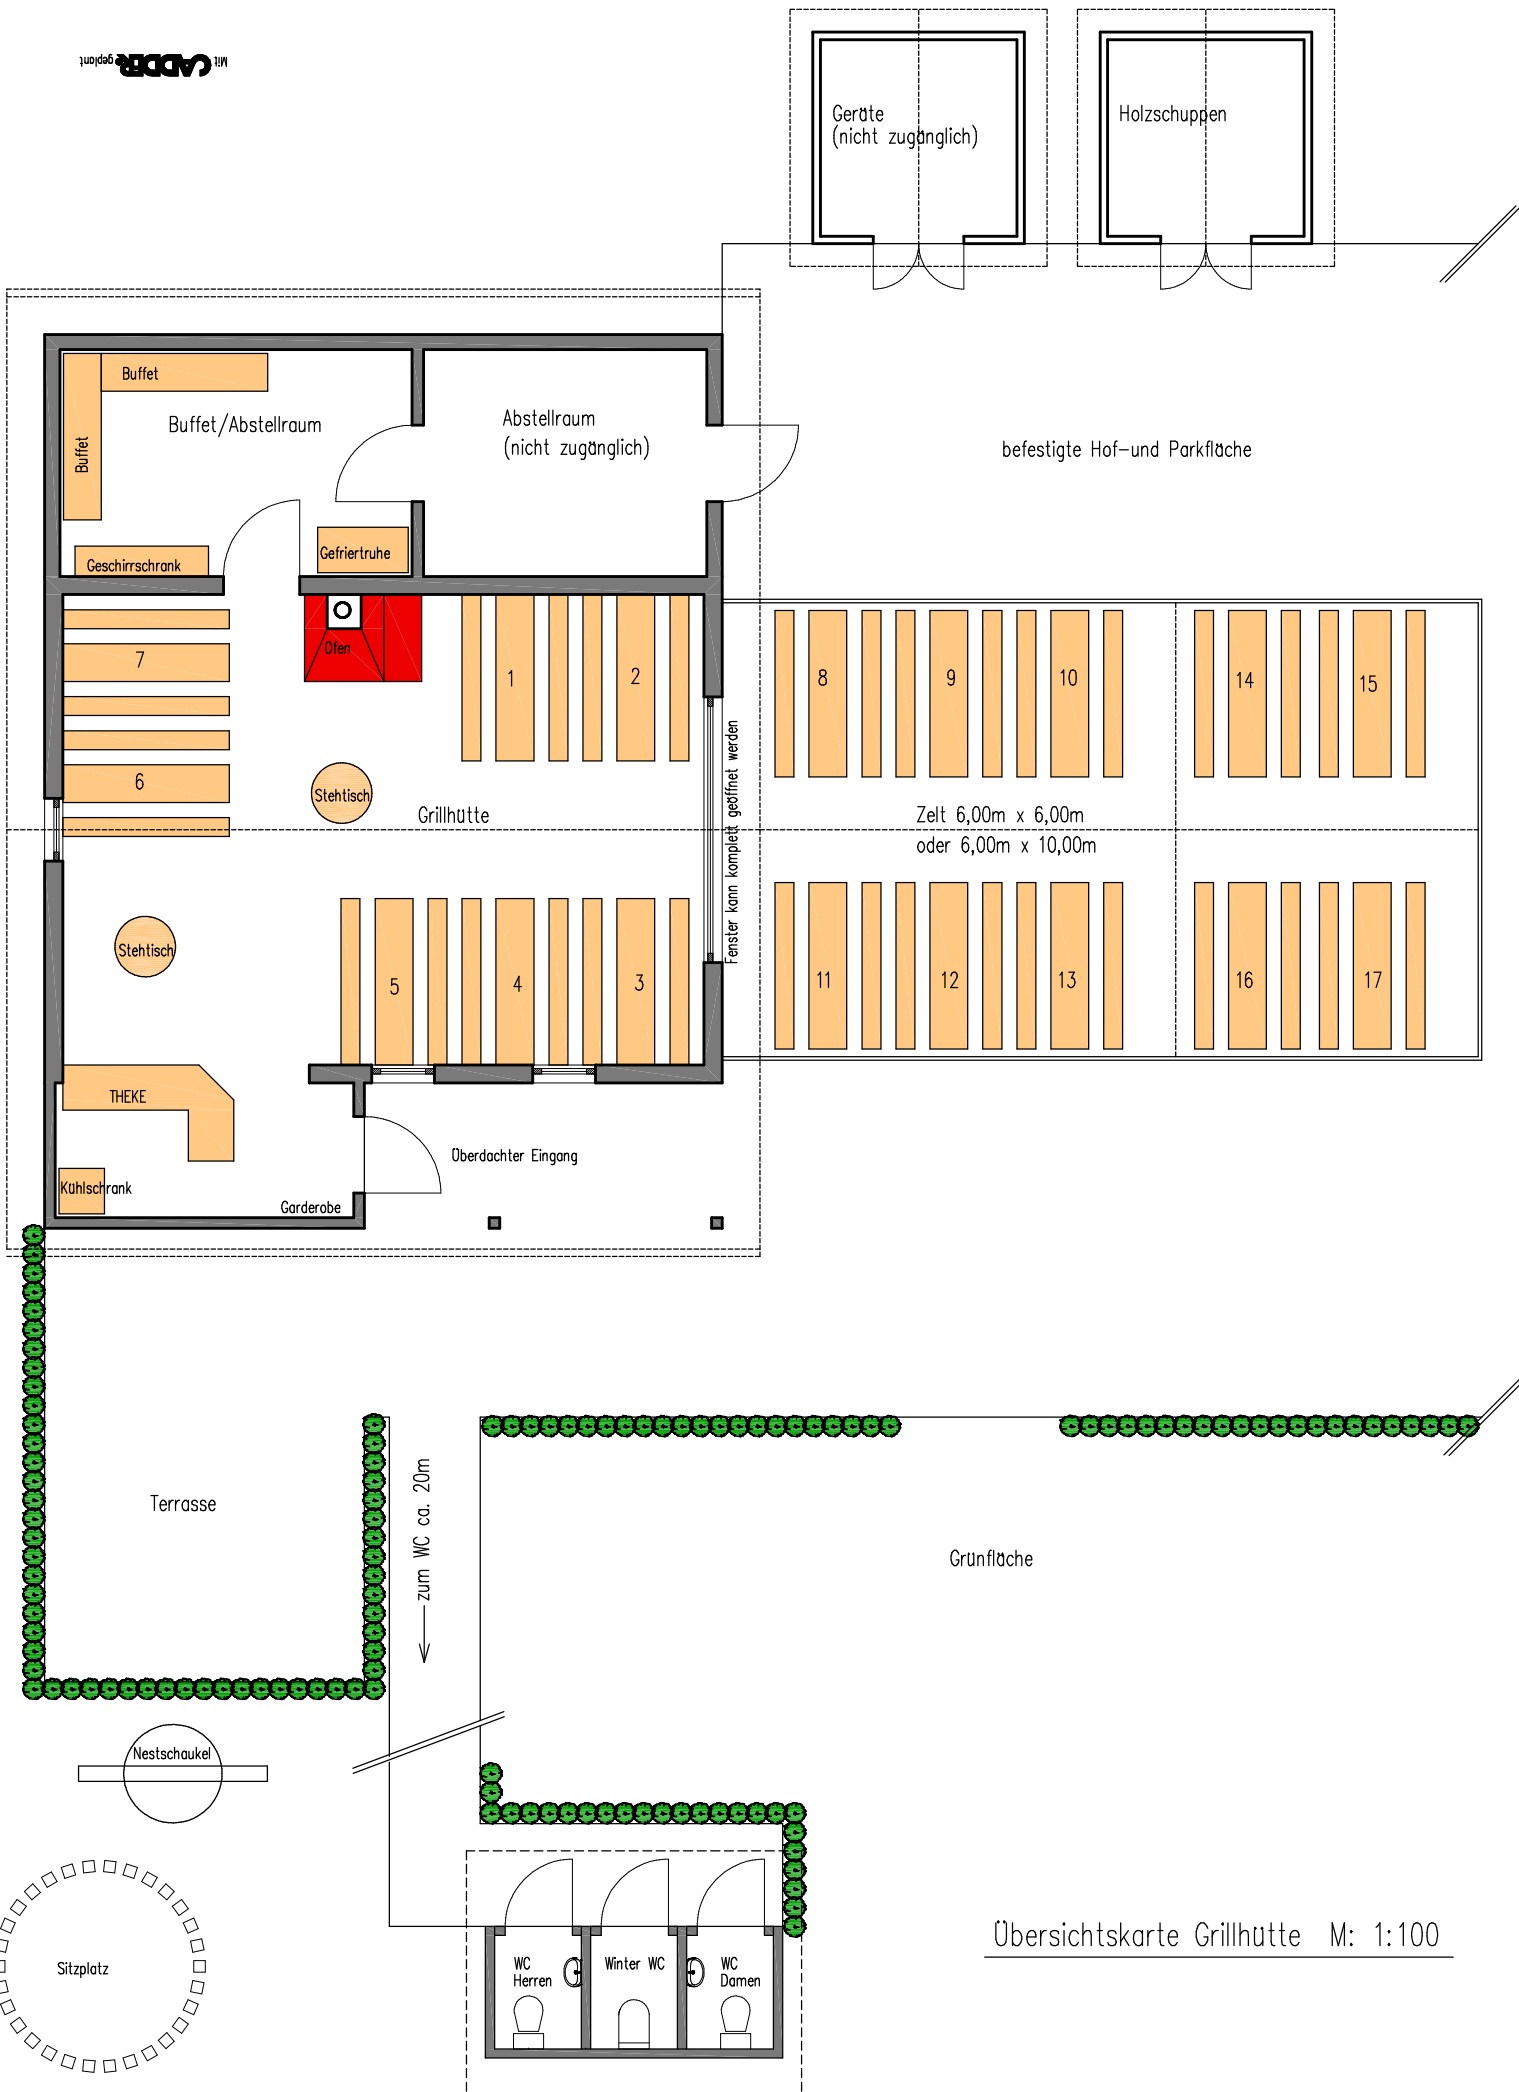 Mit CADDER geplant
Geräte
(nicht zugänglich)
Holzschuppen
Buffet
Buffet
Buffet/Abstellraum
Abstellraum
(nicht zugänglich)
befestigte Hof-und Parkfläche
Geschirrschrank
Gefriertruhe
Ofen
7
1
2
8
9
10
14
15
6
Stehtisch
Grillhütte
Fenster kann komplett geöffnet werden
Zelt 6,00m x 6,00m
oder 6,00m x 10,00m
Stehtisch
5
4
3
11
12
13
16
17
THEKE
Überdachter Eingang
Kühlschrank
Garderobe
zum WC ca. 20m
Terrasse
Grünfläche
Nestschaukel
Sitzplatz
WC
Herren
Winter WC
WC
Damen
Übersichtskarte Grillhütte M: 1:100